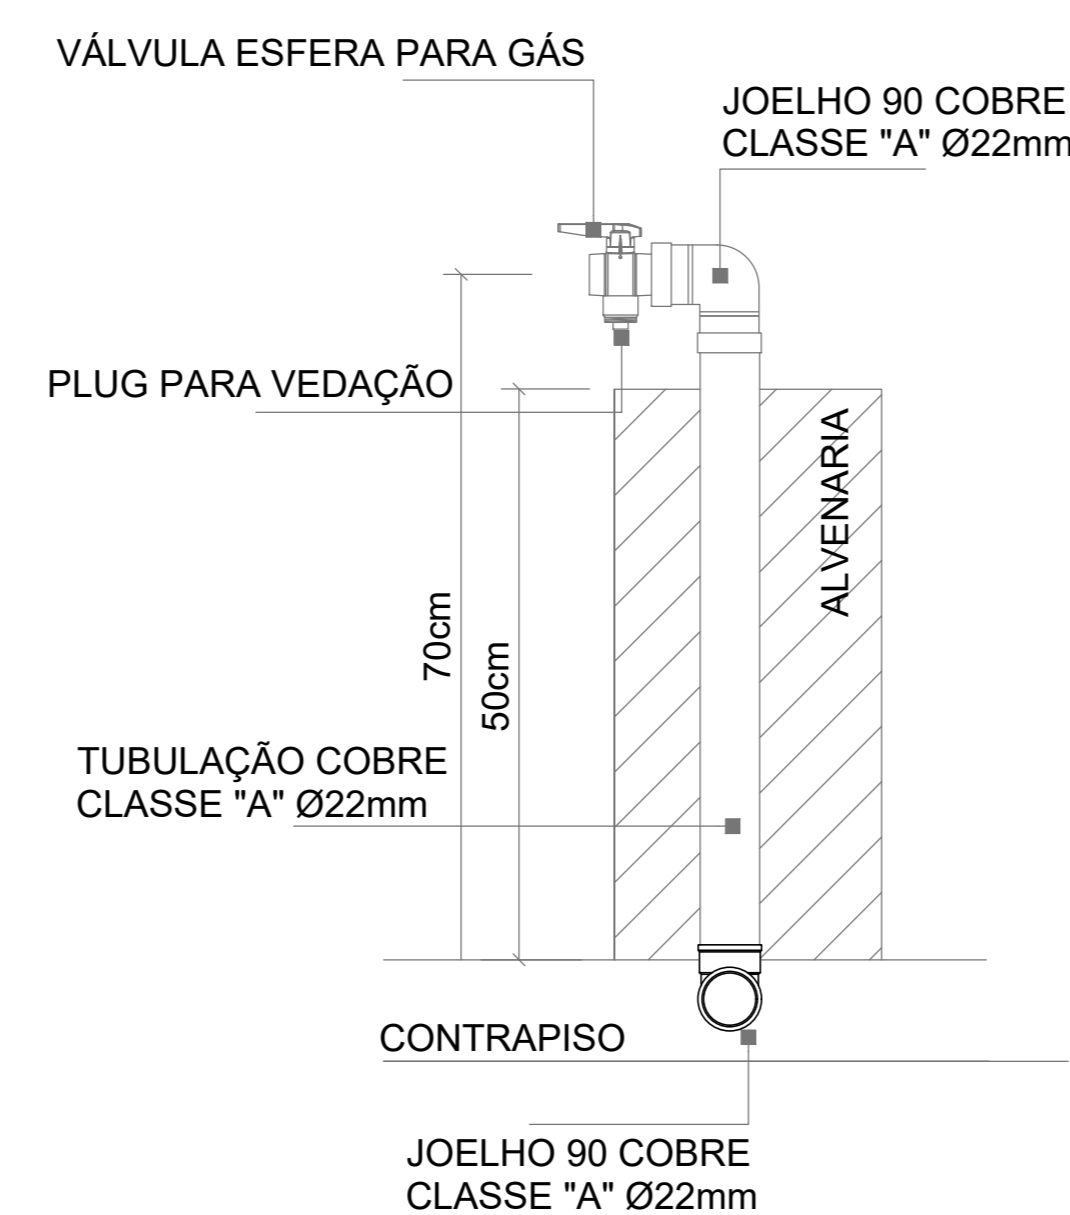 VÁLVULA ESFERA PARA GÁS
JOELHO 90 COBRE
CLASSE "A" Ø22mm
PLUG PARA VEDAÇÃO
ALVENARIA
70cm
50cm
TUBULAÇÃO COBRE
CLASSE "A" Ø22mm
CONTRAPISO
JOELHO 90 COBRE
CLASSE "A" Ø22mm